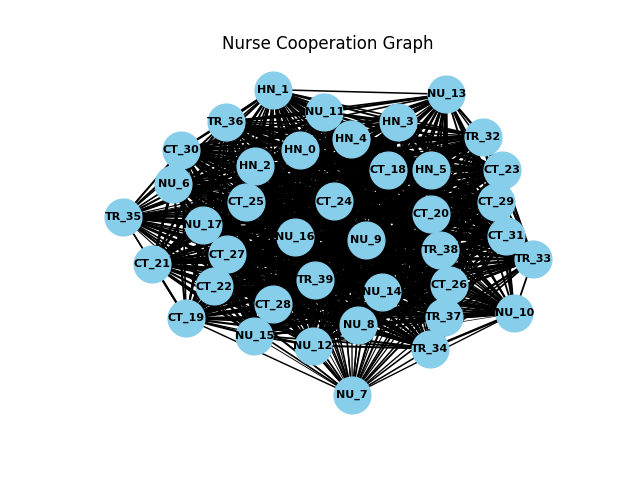 Nurse Cooperation Graph
HN_1
NU_13
NU_11
TR_36
HN_3
TR_32
HN_4
CT_30
HN_0
HN_2
CT_18
HN_5
CT_23
NU_6
CT_25
CT_24
CT_29
TR_35
CT_20
NU_17
NU_16
CT_31
NU_9
TR_38
CT_27
TR_33
CT_21
TR_39
CT_26
CT_22
NU_14
CT_28
NU_10
CT_19
TR_37
NU_8
NU_15
NU_12
TR_34
NU_7